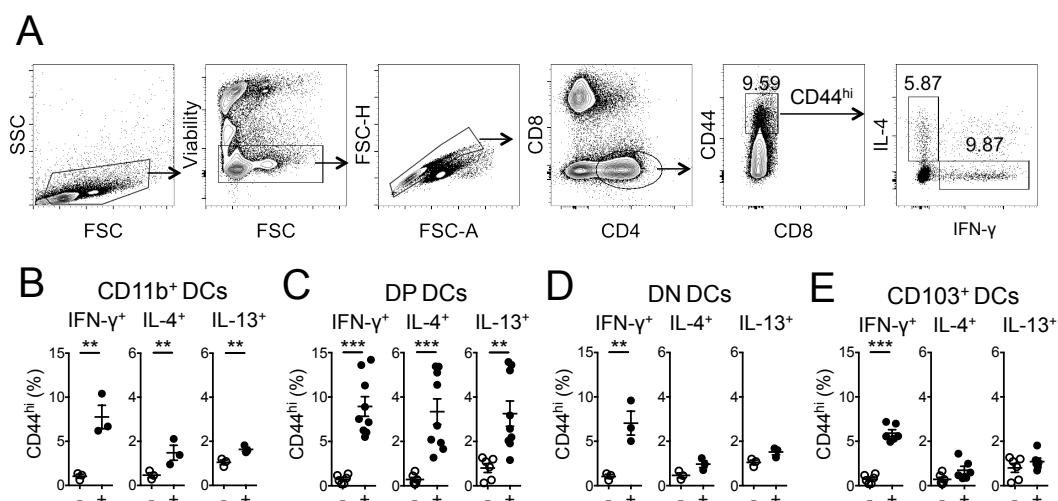 A
SSC
FSC
Viability
FSC
FSC-H
FSC-A
CD8
CD4
9.59
CD44hi
CD44
CD8
5.87
9.87
IL-4
IFN-γ
B
CD11b+ DCs
IFN-γ+ IL-4+ IL-13+
** ** **
CD44hi (%)
15 10 5 0
6 4 2 0
6 4 2 0
- + - + - +
C
DP DCs
IFN-γ+ IL-4+ IL-13+
*** *** **
CD44hi (%)
15 10 5 0
6 4 2 0
6 4 2 0
- + - + - +
D
DN DCs
IFN-γ+ IL-4+ IL-13+
**
CD44hi (%)
15 10 5 0
6 4 2 0
6 4 2 0
- + - + - +
E
CD103+ DCs
IFN-γ+ IL-4+ IL-13+
***
CD44hi (%)
15 10 5 0
6 4 2 0
6 4 2 0
- + - + - +